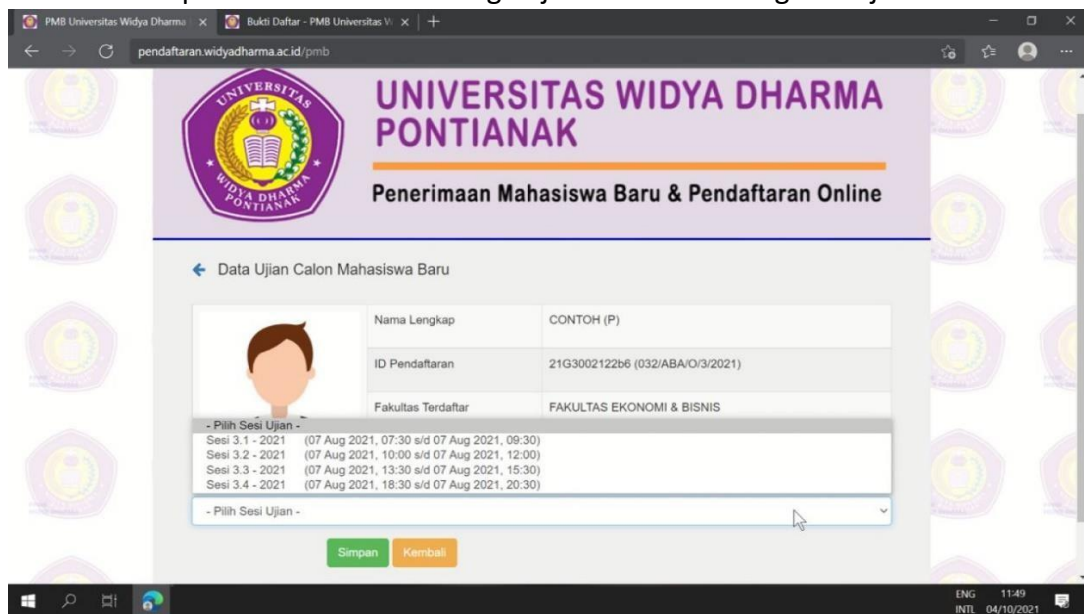 PMB Universitas Widya Dharma
Bukti Daftar - PMB Universitas W
pendaftaran.widyadharma.ac.id/pmb
UNIVERSITAS
WIDYA DHARMA
PONTIANAK
UNIVERSITAS WIDYA DHARMA
PONTIANAK
Penerimaan Mahasiswa Baru & Pendaftaran Online
Data Ujian Calon Mahasiswa Baru
Nama Lengkap CONTOH (P)
ID Pendaftaran 21G3002122b6 (032/ABA/O/3/2021)
Fakultas Terdaftar FAKULTAS EKONOMI & BISNIS
- Pilih Sesi Ujian -
Sesi 3.1 - 2021 (07 Aug 2021, 07:30 s/d 07 Aug 2021, 09:30)
Sesi 3.2 - 2021 (07 Aug 2021, 10:00 s/d 07 Aug 2021, 12:00)
Sesi 3.3 - 2021 (07 Aug 2021, 13:30 s/d 07 Aug 2021, 15:30)
Sesi 3.4 - 2021 (07 Aug 2021, 18:30 s/d 07 Aug 2021, 20:30)
- Pilih Sesi Ujian -
Simpan Kembali
ENG 11:49
INTL 04/10/2021